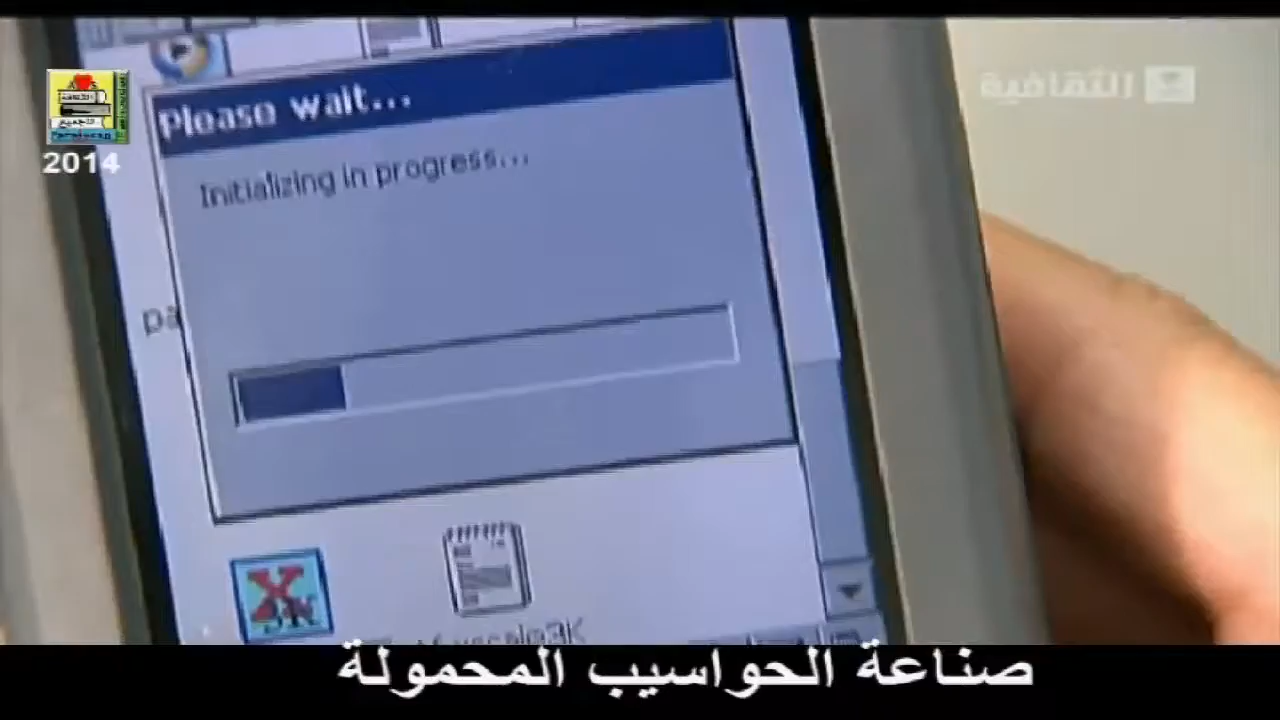 Please wait...
Initializing in progress...
الثقافية
2014
صناعة الحواسيب المحمولة